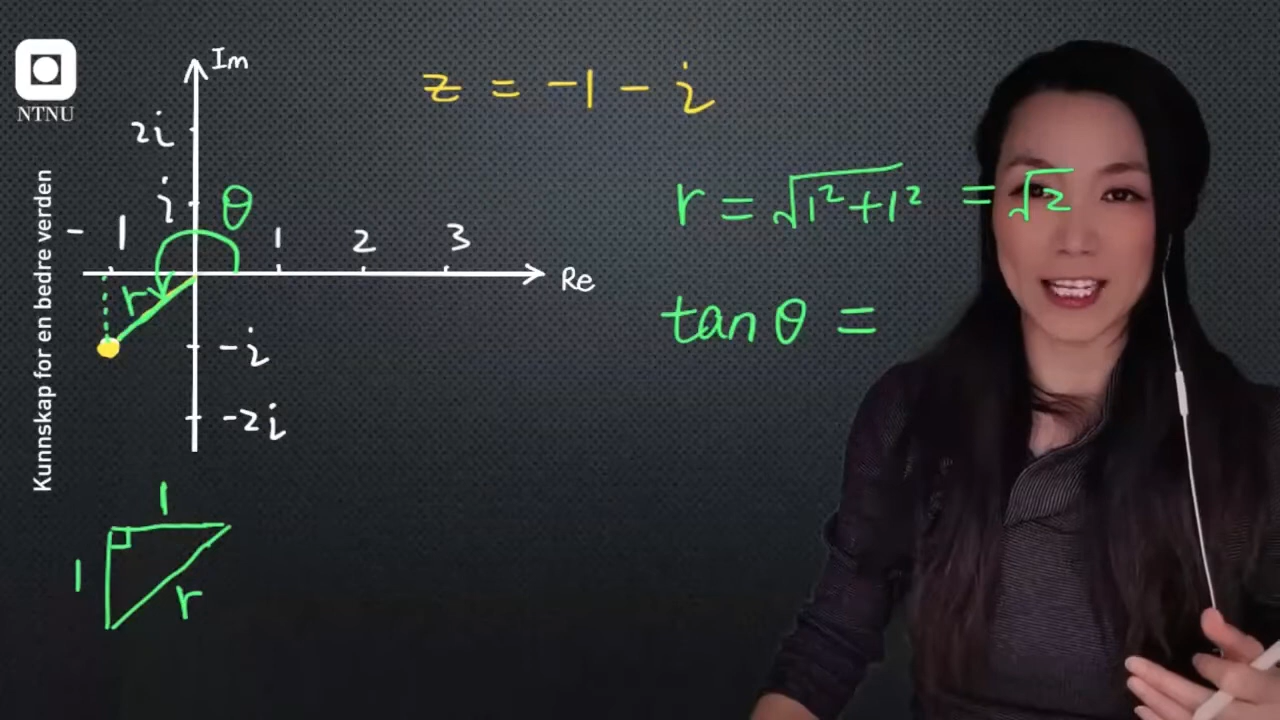 NTNU
Kunnskap for en bedre verden
Im
2i
i
θ
-1
1
2
3
Re
r
-i
-2i
1
1
r
z = -1 - i
r = √1²+1² = √2
tan θ =